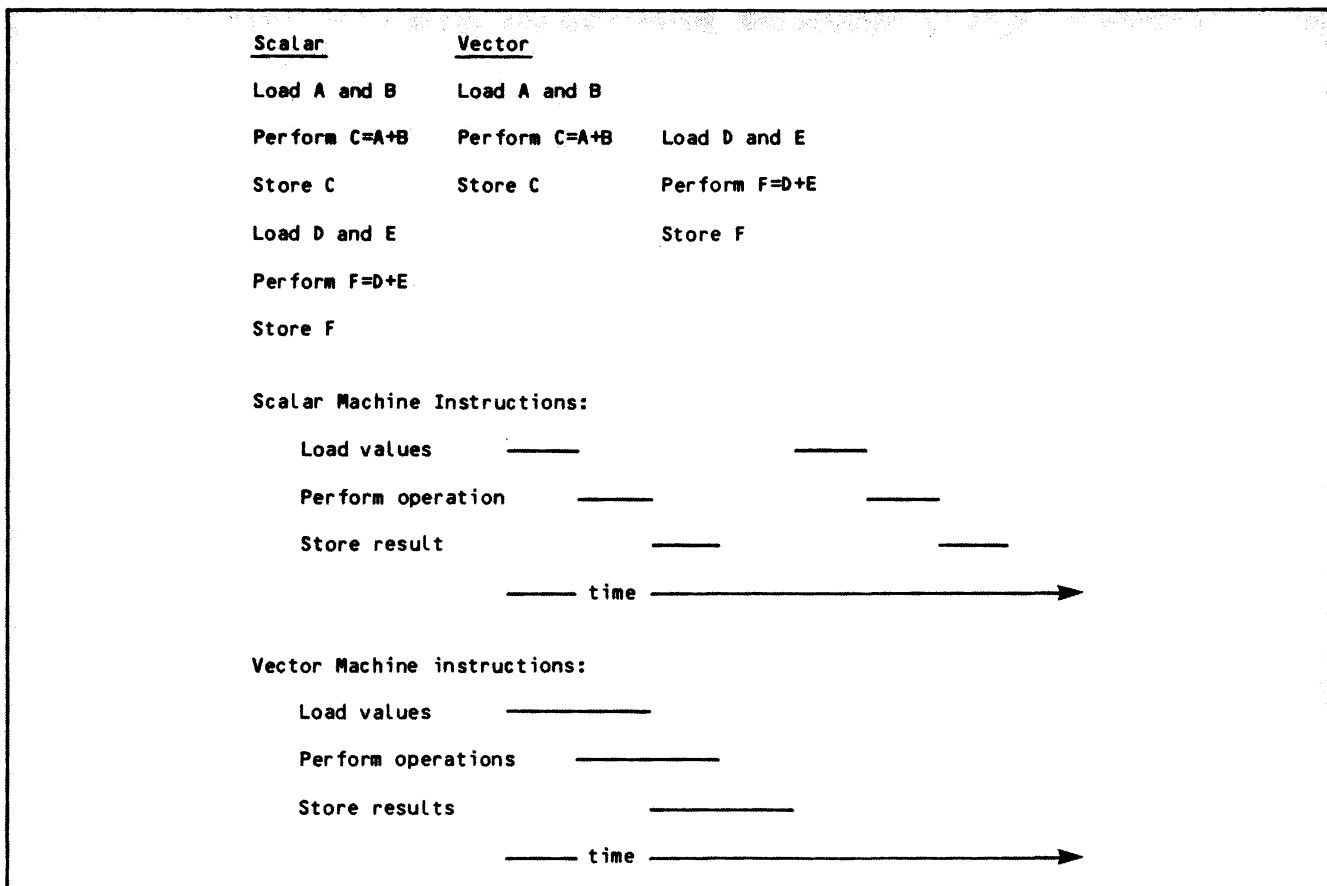 Scalar Vector
Load A and B Load A and B
Perform C=A+B Perform C=A+B Load D and E
Store C Store C Perform F=D+E
Load D and E Store F
Perform F=D+E
Store F
Scalar Machine Instructions:
Load values
Perform operation
Store result
time
Vector Machine instructions:
Load values
Perform operations
Store results
time